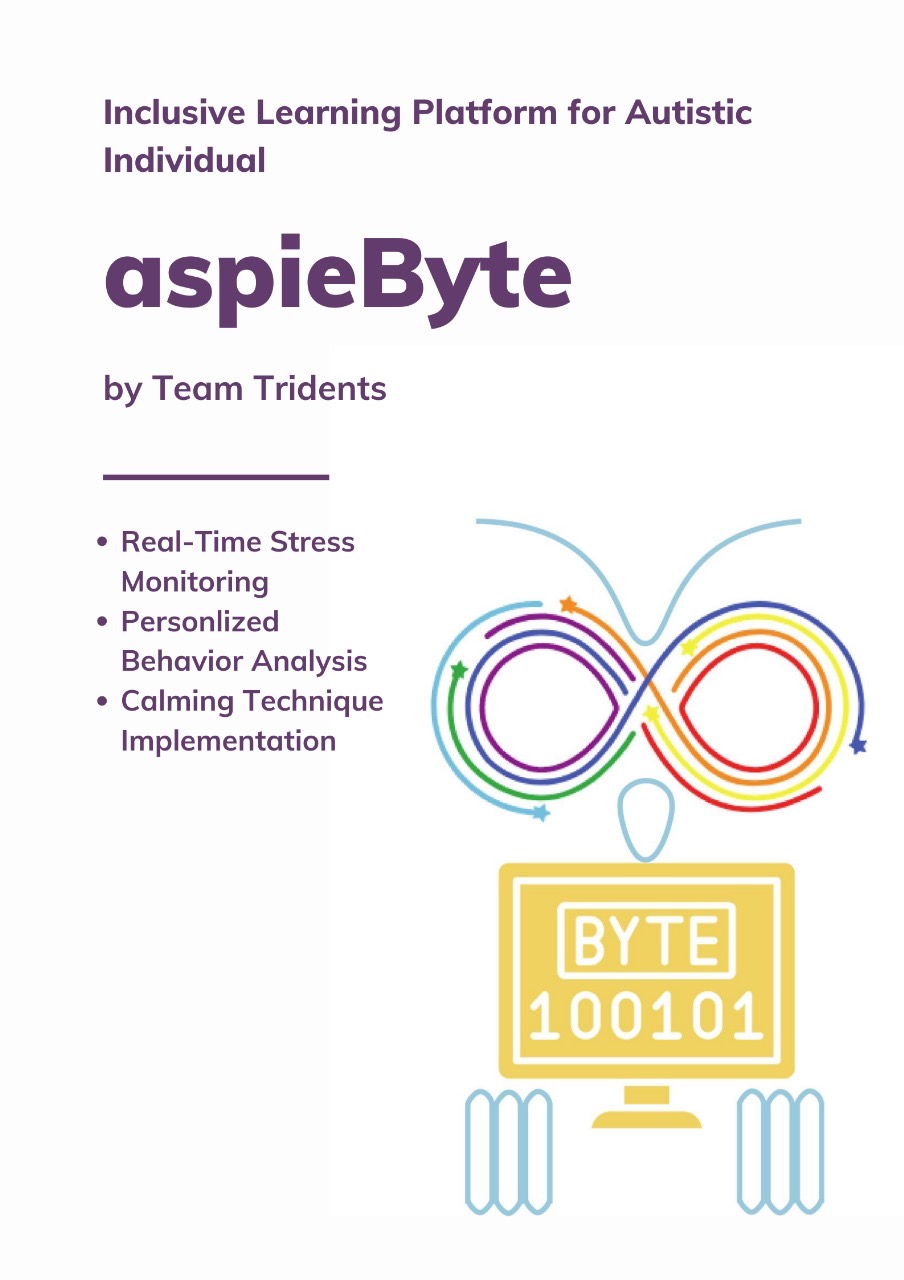 Inclusive Learning Platform for Autistic
Individual
aspieByte
by Team Tridents
• Real-Time Stress
Monitoring
• Personlized
Behavior Analysis
• Calming Technique
Implementation
BYTE
100101